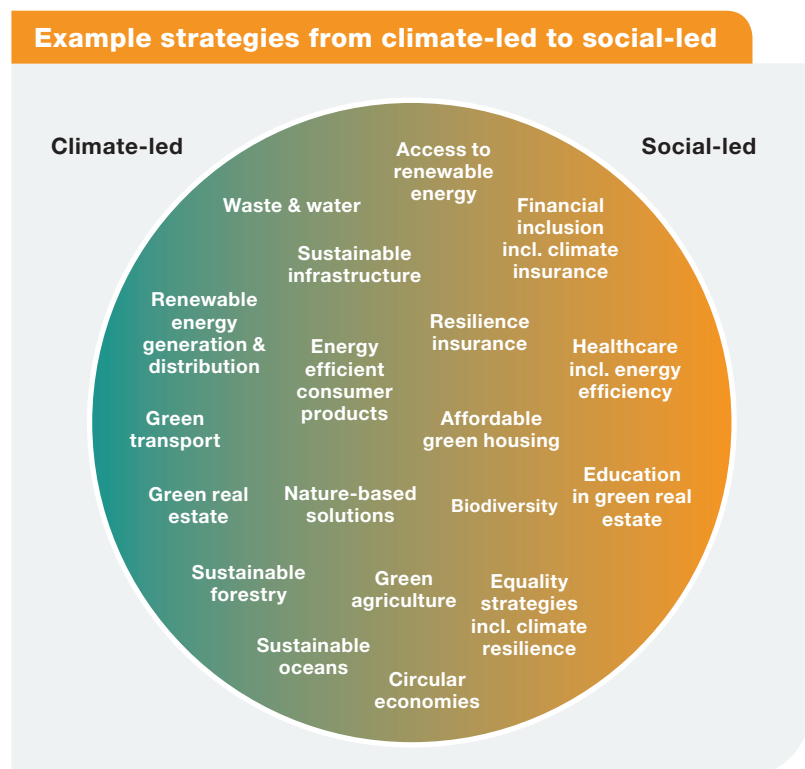 Example strategies from climate-led to social-led
Climate-led
Social-led
Access to
renewable
energy
Waste & water
Financial
inclusion
incl. climate
insurance
Sustainable
infrastructure
Renewable
energy
generation &
distribution
Resilience
insurance
Energy
efficient
consumer
products
Healthcare
incl. energy
efficiency
Green
transport
Affordable
green housing
Green real
estate
Nature-based
solutions
Biodiversity
Education
in green real
estate
Sustainable
forestry
Green
agriculture
Equality
strategies
incl. climate
resilience
Sustainable
oceans
Circular
economies